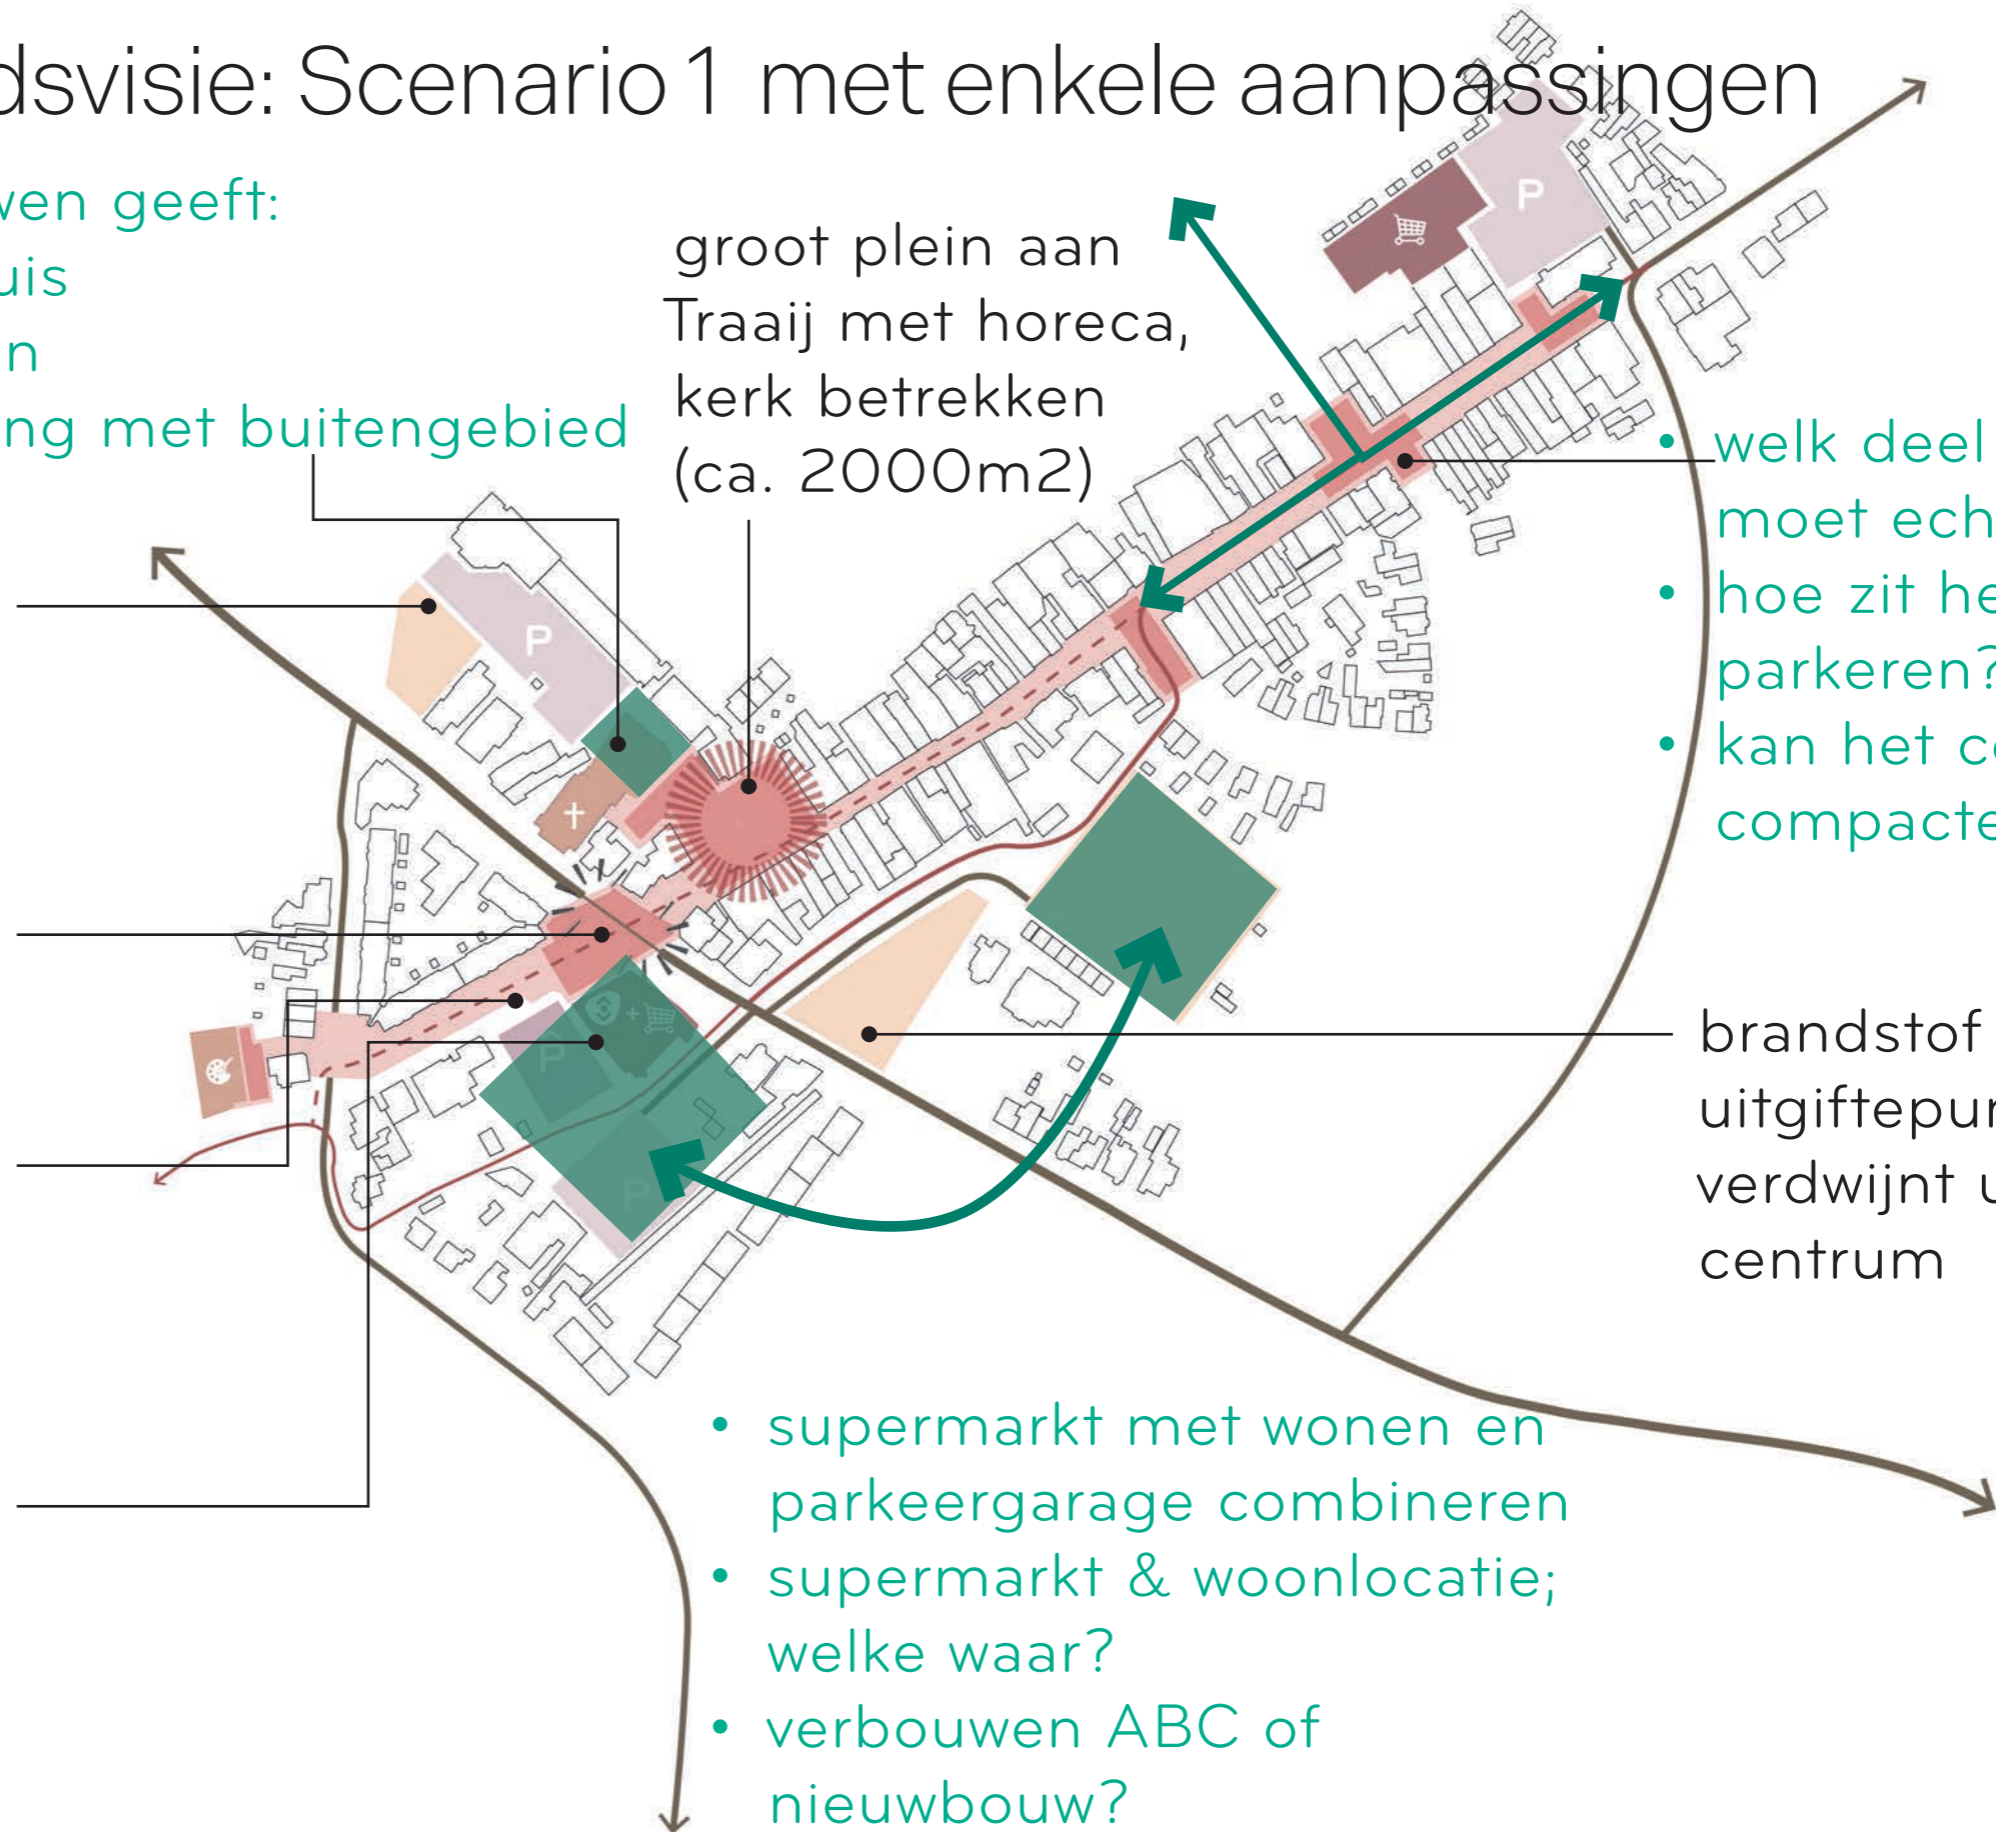 dsvisie: Scenario 1 met enkele aanpassingen
wen geeft:
uis
n
ng met buitengebied
groot plein aan
Traaij met horeca,
kerk betrekken
(ca. 2000m2)
P
P
• welk deel
moet ech
• hoe zit he
parkeren?
• kan het c
compacte
+
P
P
brandstof
uitgiftepu
verdwijnt u
centrum
• supermarkt met wonen en
parkeergarage combineren
• supermarkt & woonlocatie;
welke waar?
• verbouwen ABC of
nieuwbouw?